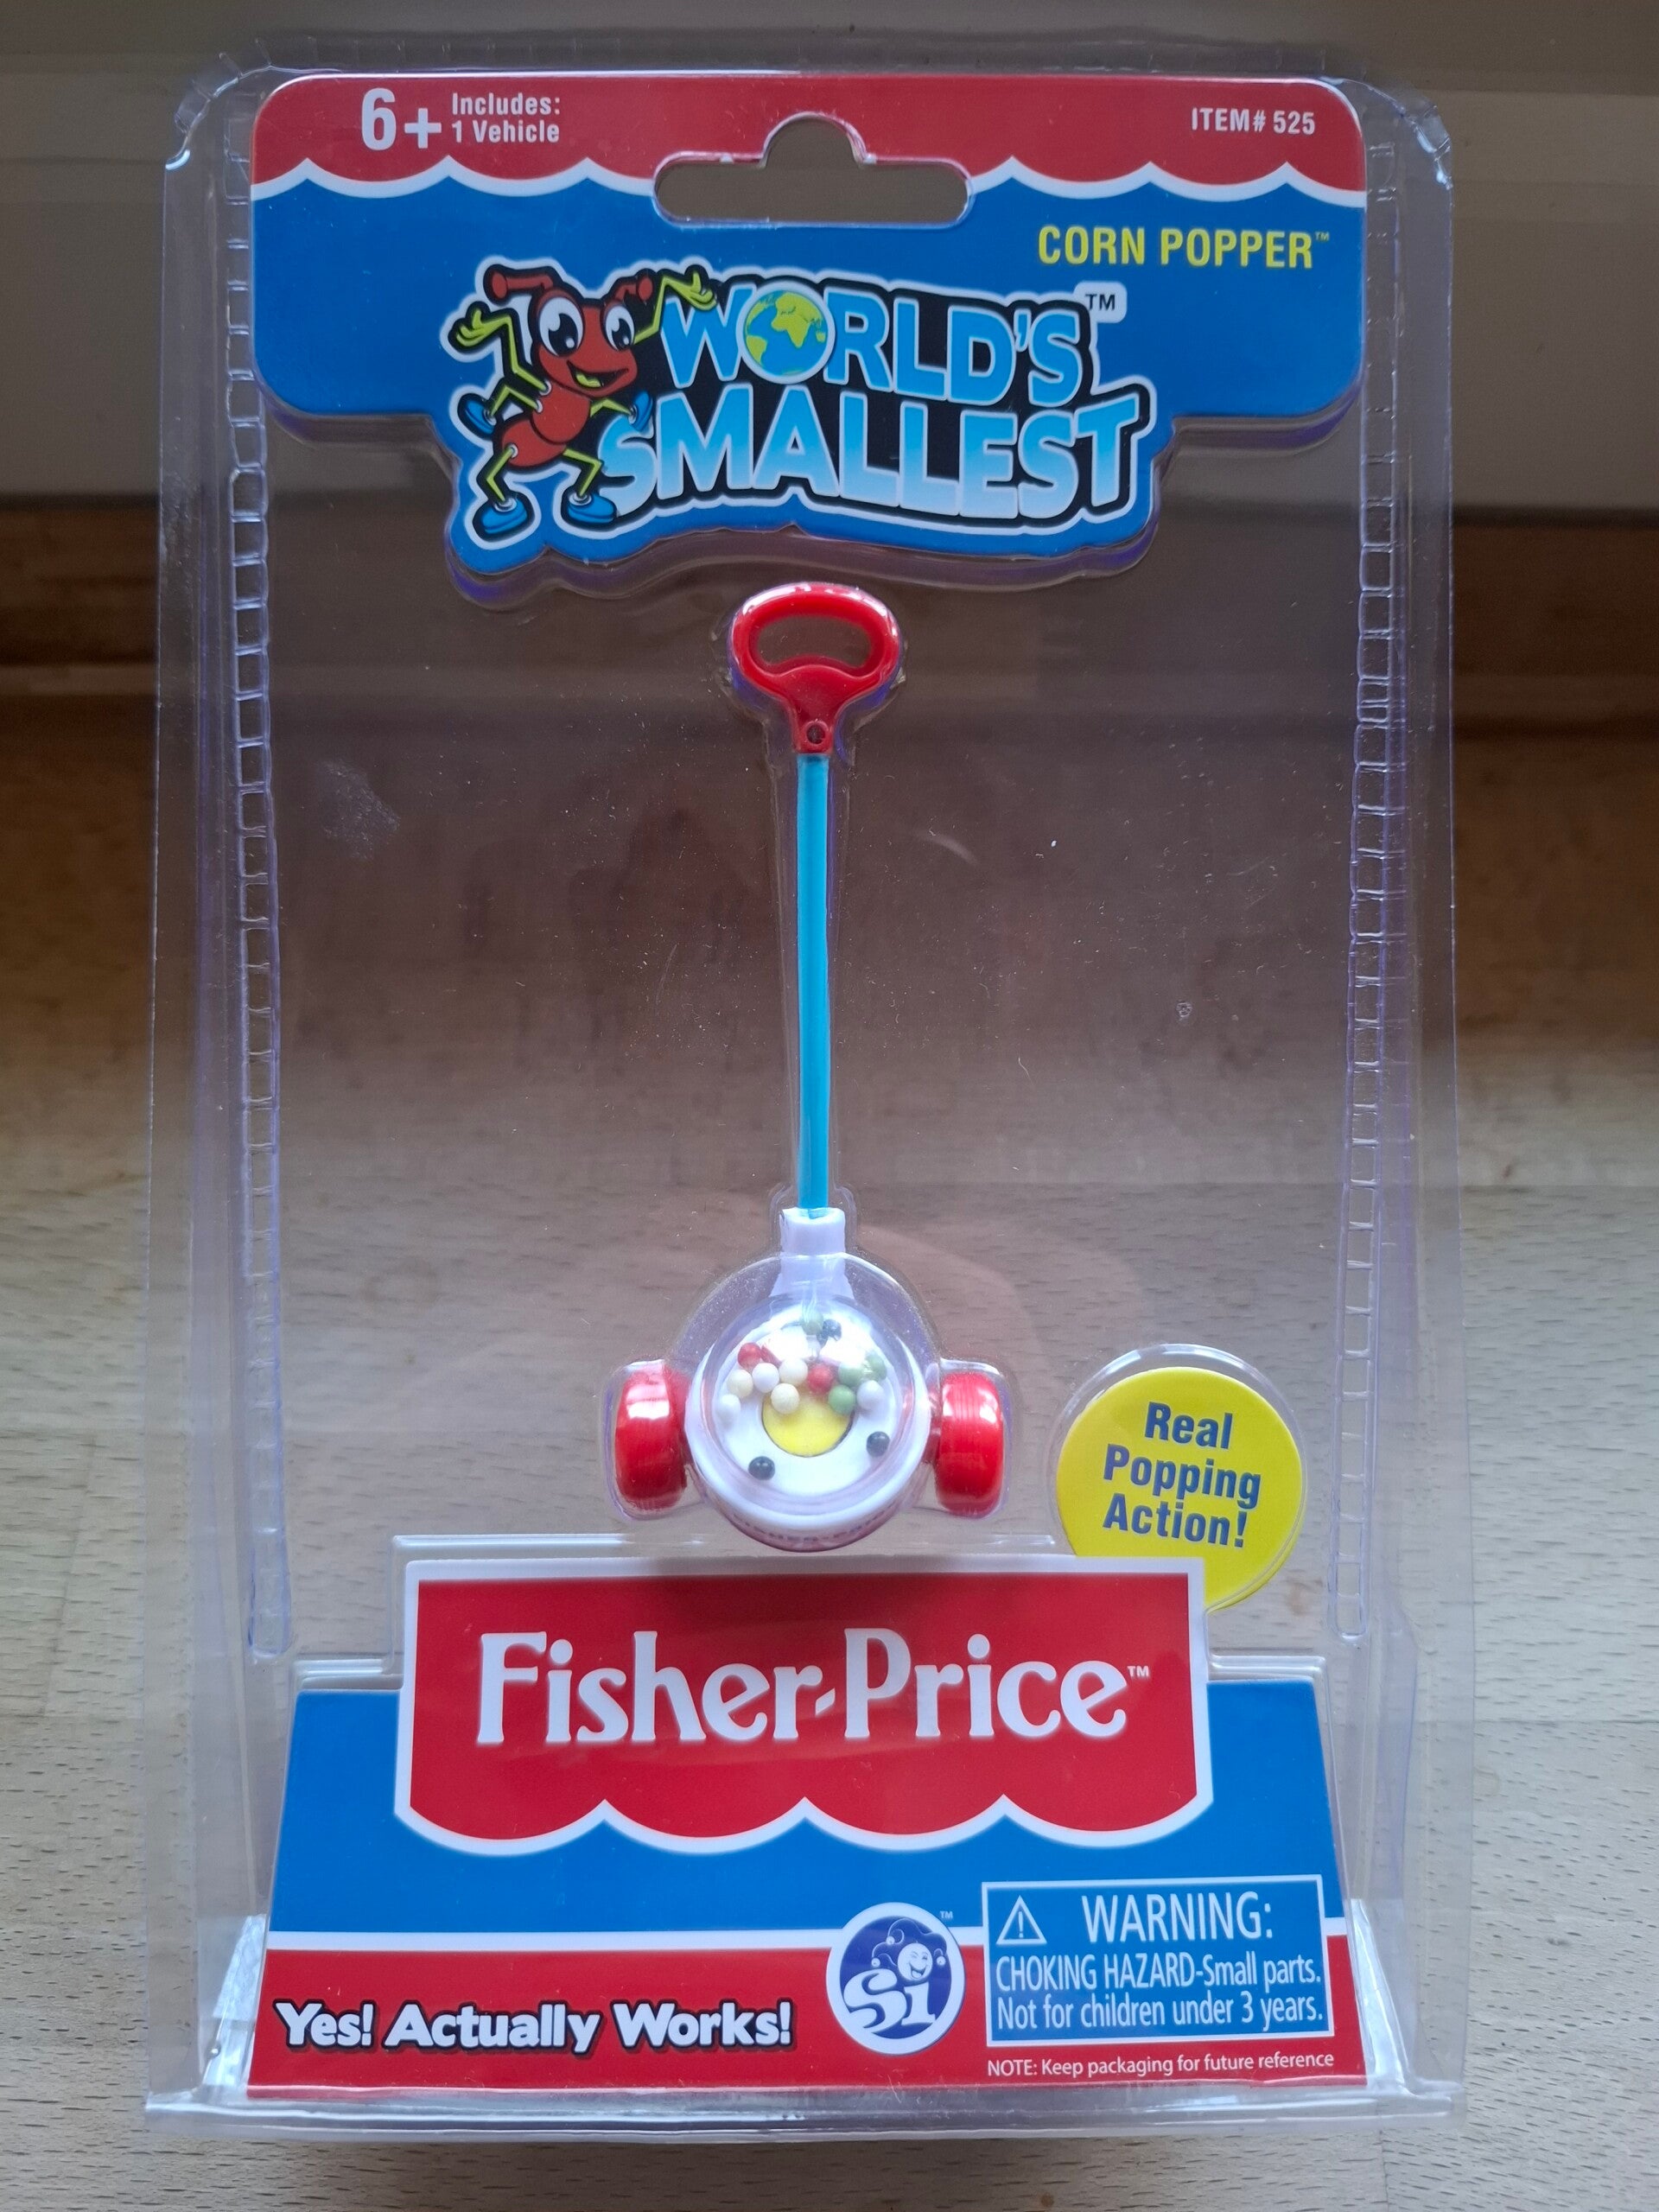 6+
Includes:
1 Vehicle
ITEM# 525
CORN POPPER™
WORLD'S™
SMALLEST
Real
Popping
Action!
Fisher-Price™
Yes! Actually Works!
Si™
WARNING:
CHOKING HAZARD-Small parts.
Not for children under 3 years.
NOTE: Keep packaging for future reference